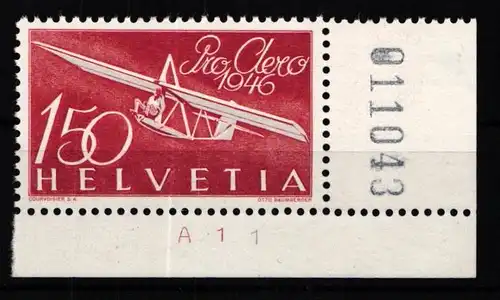 Pro Aero
1946
150
HELVETIA
COURVOISIER S.A.
OTTO BAUMBERGER
A 1 1
011043